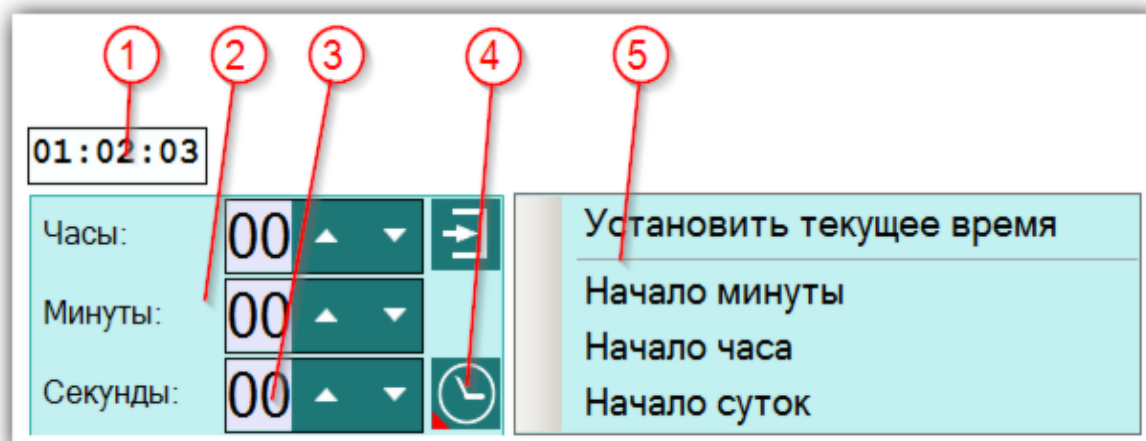 1 2 3 4 5
01:02:03
Часы: 00 Установить текущее время
Минуты: 00 Начало минуты
Начало часа
Секунды: 00 Начало суток